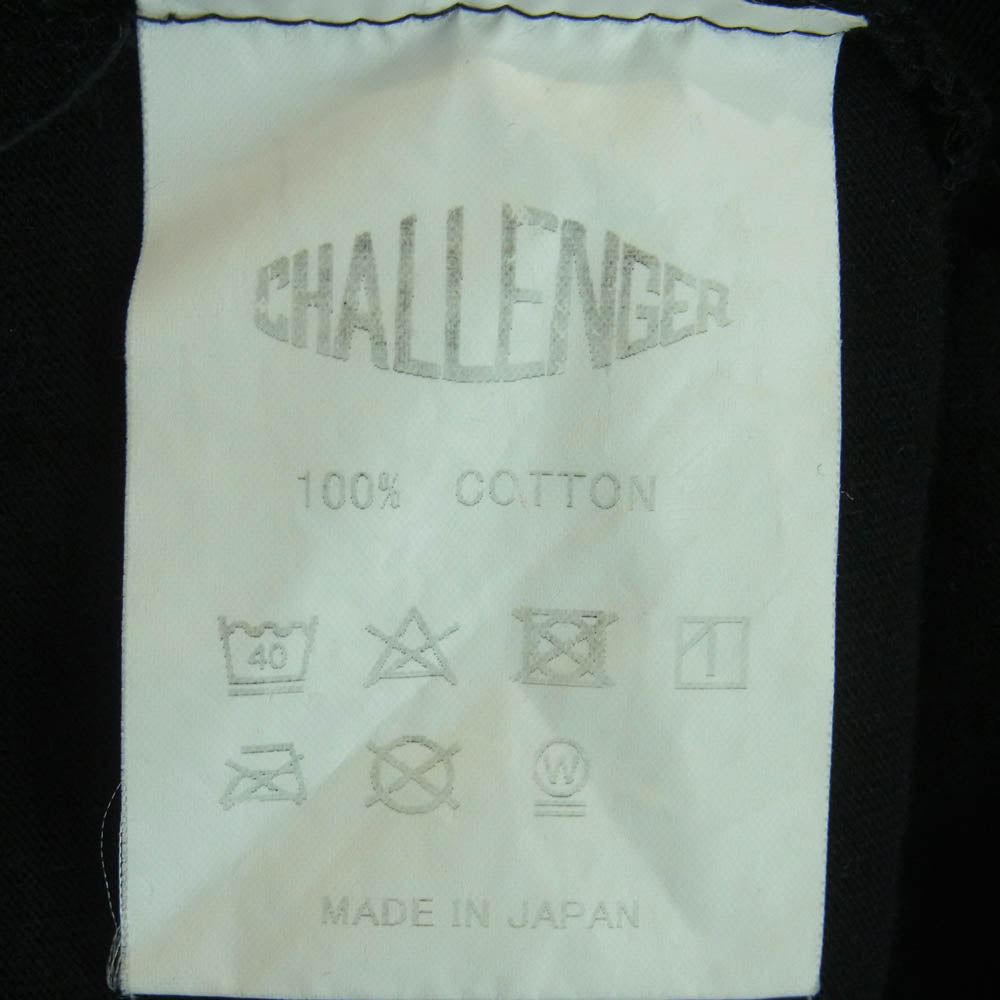 CHALLENGER
100% COTTON
40
W
MADE IN JAPAN